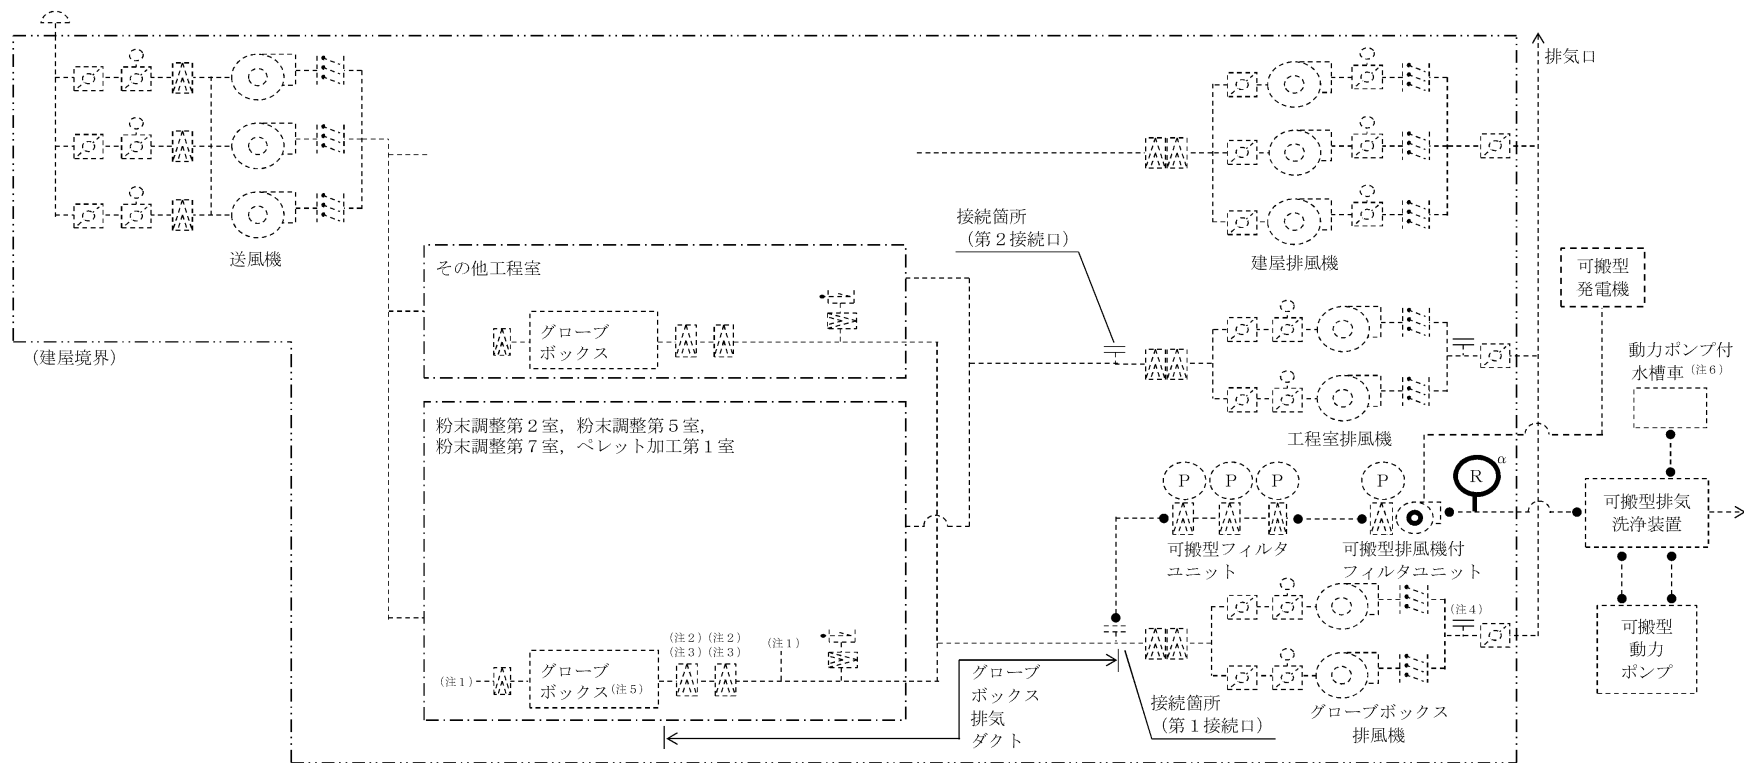 排気口
接続箇所
（第２接続口）
送風機
建屋排風機
可搬型
発電機
その他工程室
グローブ
ボックス
（建屋境界）
動力ポンプ付
水槽車（注６）
粉末調整第２室，粉末調整第５室，
粉末調整第７室，ペレット加工第１室
工程室排風機
R
α
P
P
P
P
可搬型排気
洗浄装置
可搬型フィルタ
ユニット
可搬型排風機付
フィルタユニット
（注４）
（注２）（注２）
（注３）（注３）
（注１）
（注１）
グローブ
ボックス（注５）
可搬型
動力
ポンプ
グローブ
ボックス
排気
ダクト
接続箇所
（第１接続口）
グローブボックス
排風機